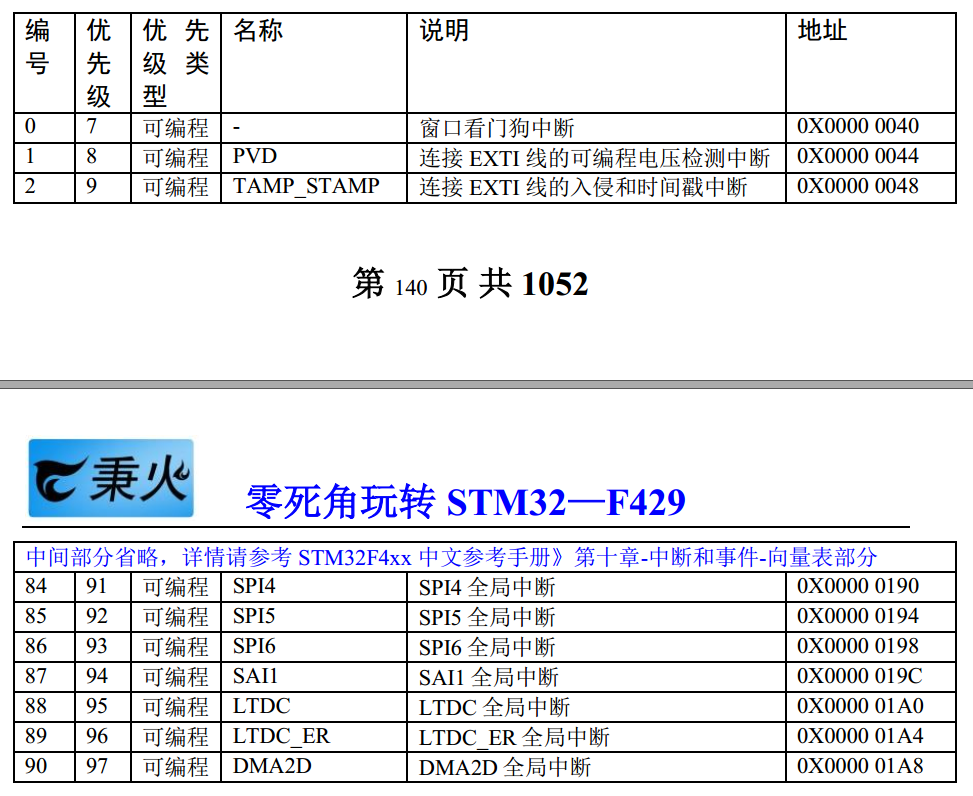 编号 优先级 优先级类型 名称 说明 地址
0 7 可编程 - 窗口看门狗中断 0X0000 0040
1 8 可编程 PVD 连接 EXTI 线的可编程电压检测中断 0X0000 0044
2 9 可编程 TAMP_STAMP 连接 EXTI 线的入侵和时间戳中断 0X0000 0048
第 140 页 共 1052
秉火
零死角玩转 STM32—F429
中间部分省略，详情请参考 STM32F4xx 中文参考手册》第十章-中断和事件-向量表部分
84 91 可编程 SPI4 SPI4 全局中断 0X0000 0190
85 92 可编程 SPI5 SPI5 全局中断 0X0000 0194
86 93 可编程 SPI6 SPI6 全局中断 0X0000 0198
87 94 可编程 SAI1 SAI1 全局中断 0X0000 019C
88 95 可编程 LTDC LTDC 全局中断 0X0000 01A0
89 96 可编程 LTDC_ER LTDC_ER 全局中断 0X0000 01A4
90 97 可编程 DMA2D DMA2D 全局中断 0X0000 01A8